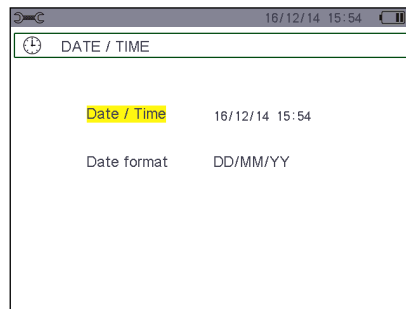 16/12/14 15:54
DATE / TIME
Date / Time 16/12/14 15:54
Date format DD/MM/YY